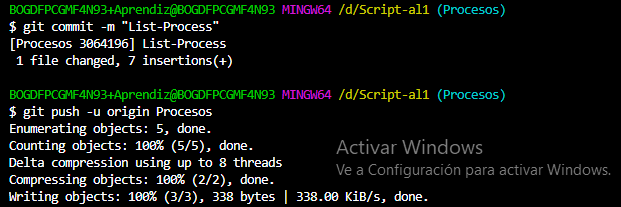 BOGDFPCGMF4N93+Aprendiz@BOGDFPCGMF4N93 MINGW64 /d/Script-al1 (Procesos)
$ git commit -m "List-Process"
[Procesos 3064196] List-Process
 1 file changed, 7 insertions(+)

BOGDFPCGMF4N93+Aprendiz@BOGDFPCGMF4N93 MINGW64 /d/Script-al1 (Procesos)
$ git push -u origin Procesos
Enumerating objects: 5, done.
Counting objects: 100% (5/5), done.
Delta compression using up to 8 threads
Compressing objects: 100% (2/2), done.
Writing objects: 100% (3/3), 338 bytes | 338.00 KiB/s, done.
Activar Windows
Ve a Configuración para activar Windows.